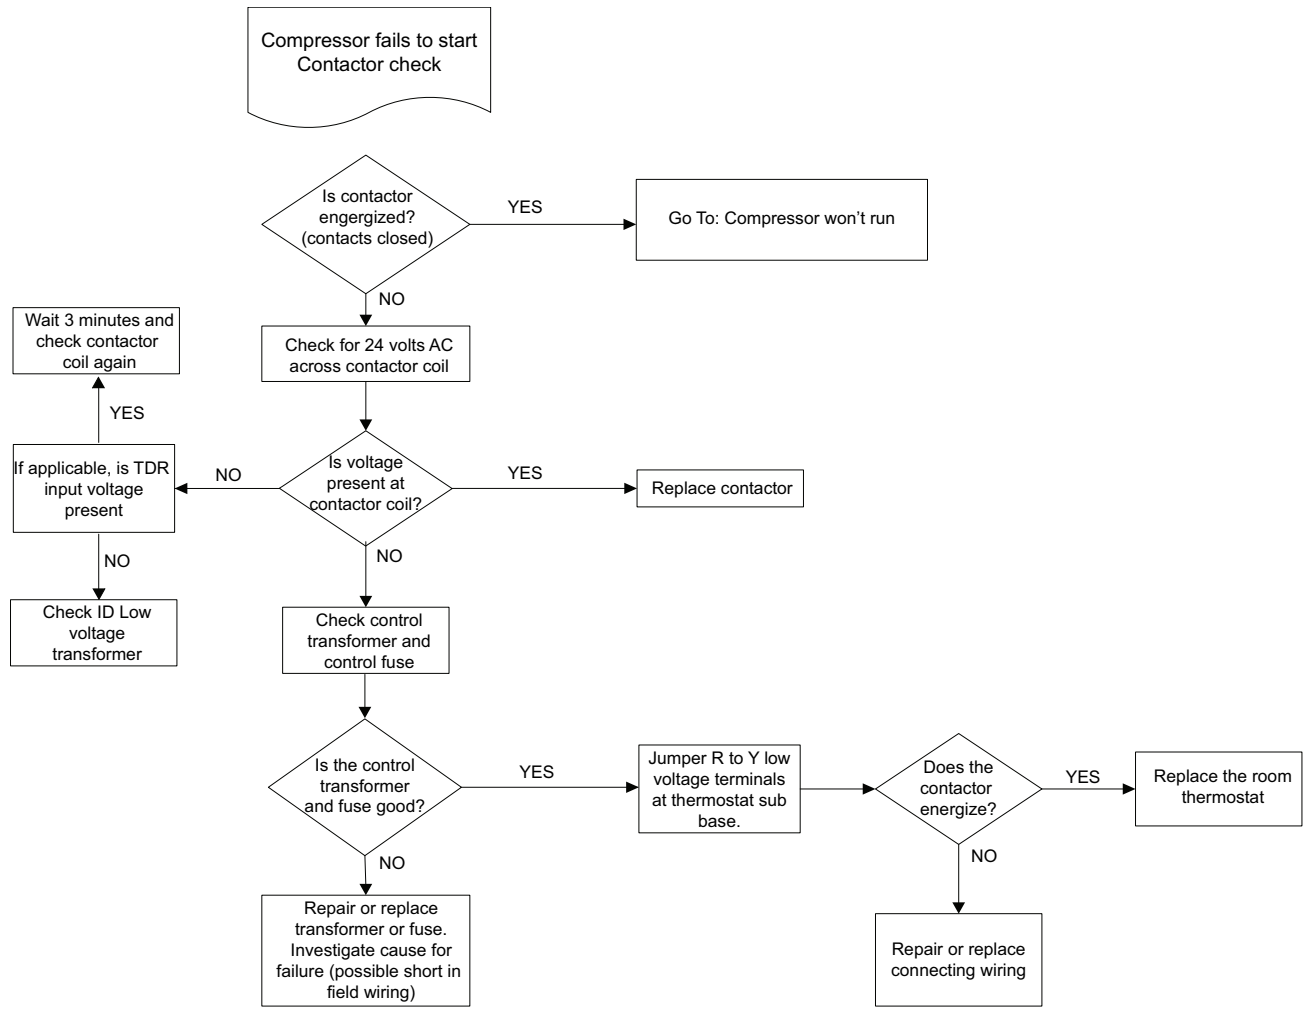 Compressor fails to start
Contactor check
Is contactor
engergized?
(contacts closed)
YES
Go To: Compressor won't run
NO
Check for 24 volts AC
across contactor coil
Wait 3 minutes and
check contactor
coil again
YES
If applicable, is TDR
input voltage
present
NO
Is voltage
present at
contactor coil?
YES
Replace contactor
NO
Check ID Low
voltage
transformer
NO
Check control
transformer and
control fuse
Is the control
transformer
and fuse good?
YES
Jumper R to Y low
voltage terminals
at thermostat sub
base.
Does the
contactor
energize?
YES
Replace the room
thermostat
NO
Repair or replace
transformer or fuse.
Investigate cause for
failure (possible short in
field wiring)
NO
Repair or replace
connecting wiring